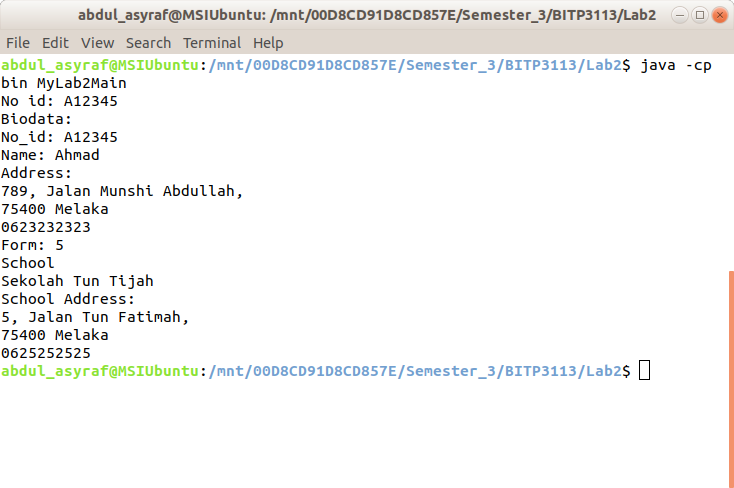 abdul_asyraf@MSIUbuntu: /mnt/00D8CD91D8CD857E/Semester_3/BITP3113/Lab2
File Edit View Search Terminal Help
abdul_asyraf@MSIUbuntu:/mnt/00D8CD91D8CD857E/Semester_3/BITP3113/Lab2$ java -cp
bin MyLab2Main
No id: A12345
Biodata:
No_id: A12345
Name: Ahmad
Address:
789, Jalan Munshi Abdullah,
75400 Melaka
0623232323
Form: 5
School
Sekolah Tun Tijah
School Address:
5, Jalan Tun Fatimah,
75400 Melaka
0625252525
abdul_asyraf@MSIUbuntu:/mnt/00D8CD91D8CD857E/Semester_3/BITP3113/Lab2$